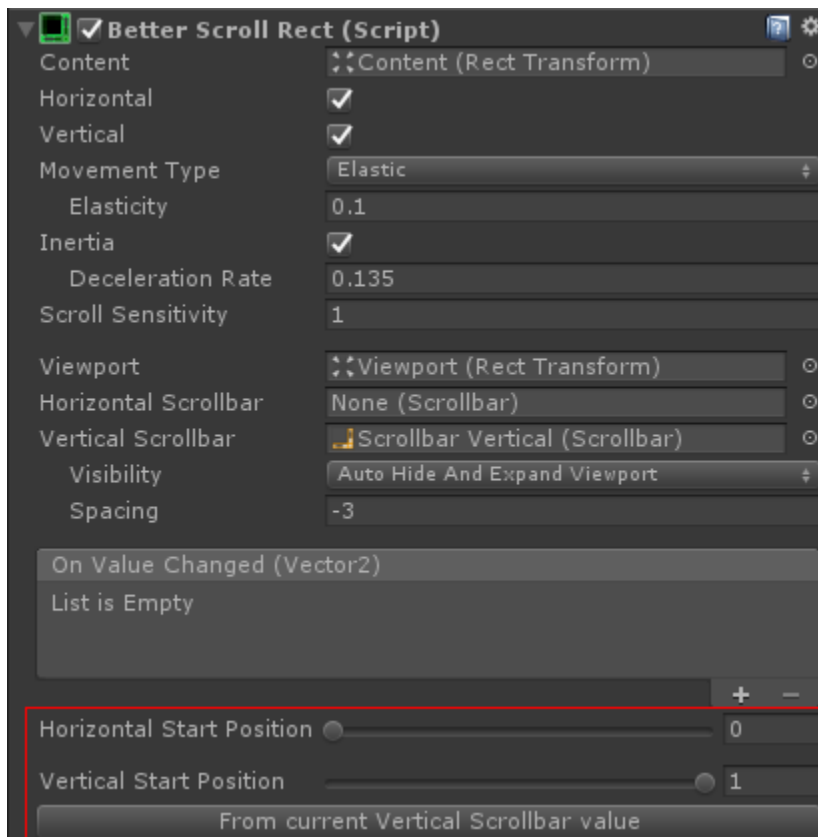 Better Scroll Rect (Script)
Content Content (Rect Transform)
Horizontal
Vertical
Movement Type Elastic
Elasticity 0.1
Inertia
Deceleration Rate 0.135
Scroll Sensitivity 1
Viewport Viewport (Rect Transform)
Horizontal Scrollbar None (Scrollbar)
Vertical Scrollbar Scrollbar Vertical (Scrollbar)
Visibility Auto Hide And Expand Viewport
Spacing -3
On Value Changed (Vector2)
List is Empty
+ −
Horizontal Start Position 0
Vertical Start Position 1
From current Vertical Scrollbar value